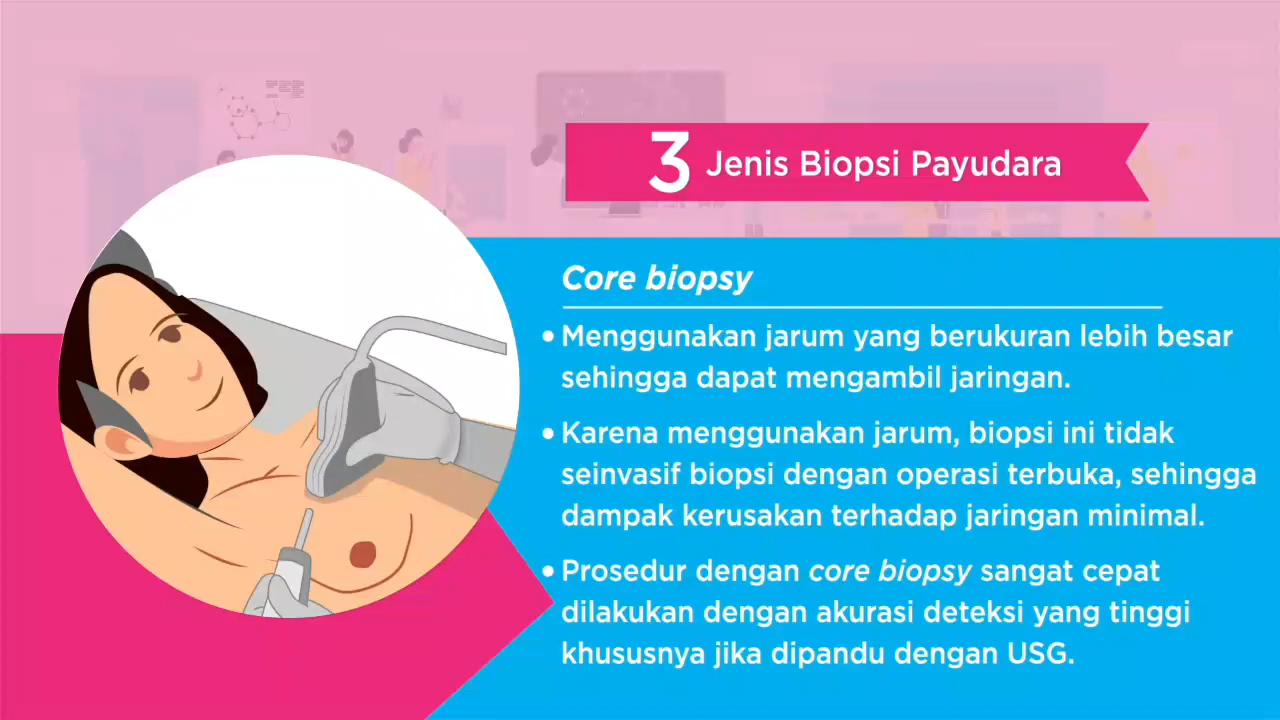 3 Jenis Biopsi Payudara
Core biopsy
• Menggunakan jarum yang berukuran lebih besar
sehingga dapat mengambil jaringan.
• Karena menggunakan jarum, biopsi ini tidak
seinvasif biopsi dengan operasi terbuka, sehingga
dampak kerusakan terhadap jaringan minimal.
• Prosedur dengan core biopsy sangat cepat
dilakukan dengan akurasi deteksi yang tinggi
khususnya jika dipandu dengan USG.